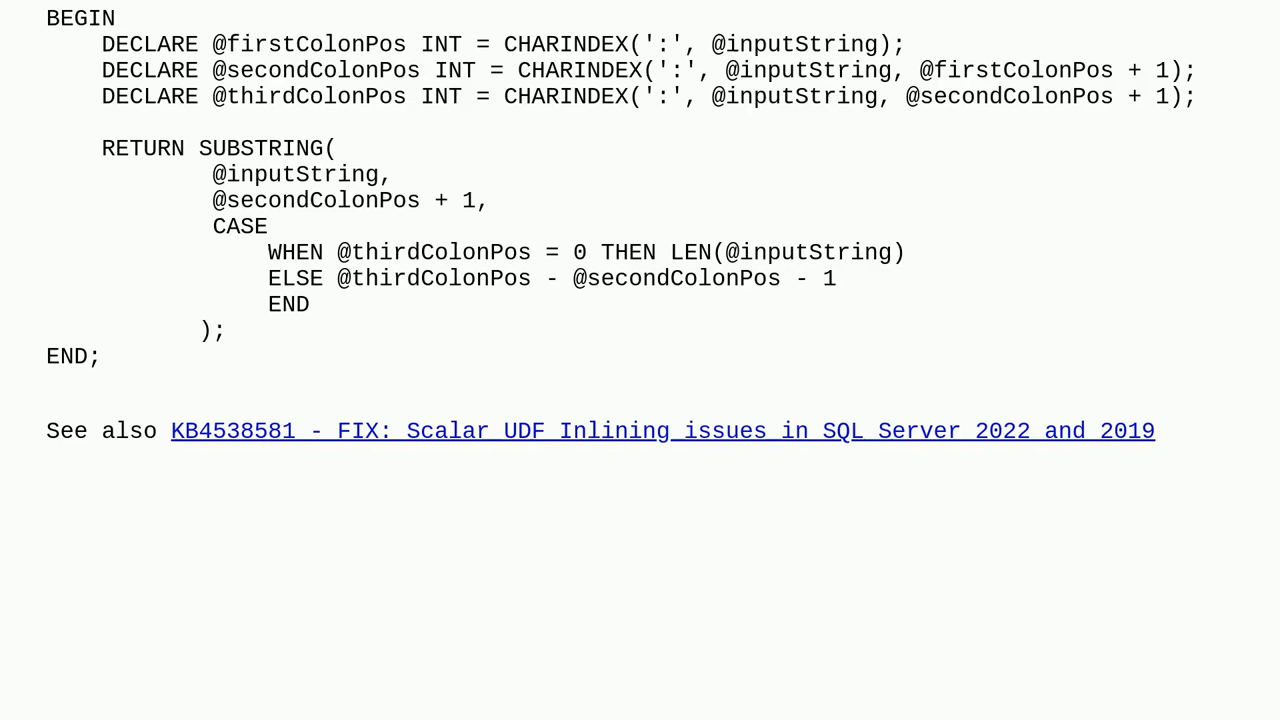 BEGIN
    DECLARE @firstColonPos INT = CHARINDEX(':', @inputString);
    DECLARE @secondColonPos INT = CHARINDEX(':', @inputString, @firstColonPos + 1);
    DECLARE @thirdColonPos INT = CHARINDEX(':', @inputString, @secondColonPos + 1);

    RETURN SUBSTRING(
            @inputString,
            @secondColonPos + 1,
            CASE
                WHEN @thirdColonPos = 0 THEN LEN(@inputString)
                ELSE @thirdColonPos - @secondColonPos - 1
                END
           );
END;

See also KB4538581 - FIX: Scalar UDF Inlining issues in SQL Server 2022 and 2019